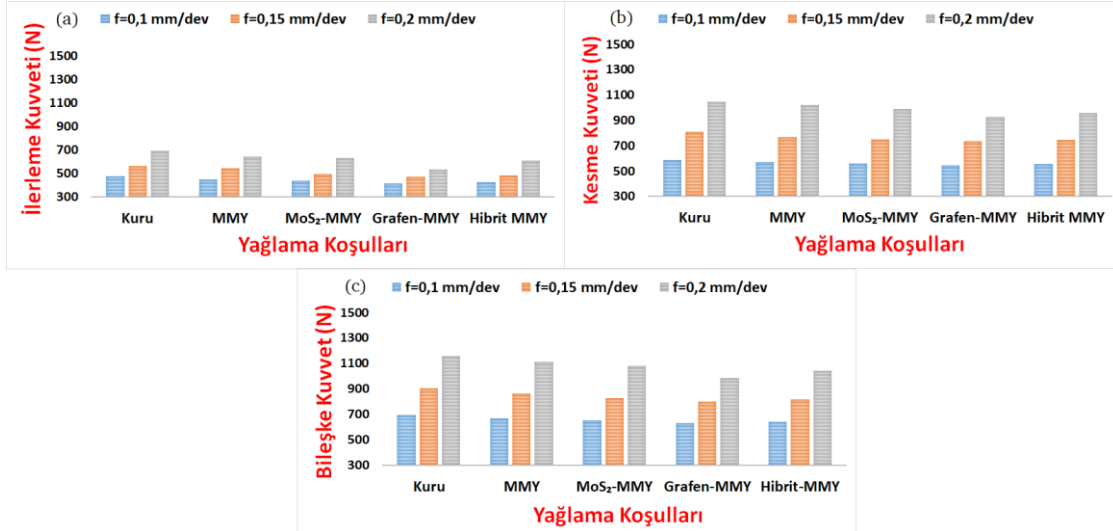 (a)
f=0,1 mm/dev f=0,15 mm/dev f=0,2 mm/dev
İlerleme Kuvveti (N)
1500
1300
1100
900
700
500
300
Kuru MMY MoS₂-MMY Grafen-MMY Hibrit MMY
Yağlama Koşulları
(b)
f=0,1 mm/dev f=0,15 mm/dev f=0,2 mm/dev
Kesme Kuvveti (N)
1500
1300
1100
900
700
500
300
Kuru MMY MoS₂-MMY Grafen-MMY Hibrit MMY
Yağlama Koşulları
(c)
f=0,1 mm/dev f=0,15 mm/dev f=0,2 mm/dev
Bileşke Kuvvet (N)
1500
1300
1100
900
700
500
300
Kuru MMY MoS₂-MMY Grafen-MMY Hibrit-MMY
Yağlama Koşulları